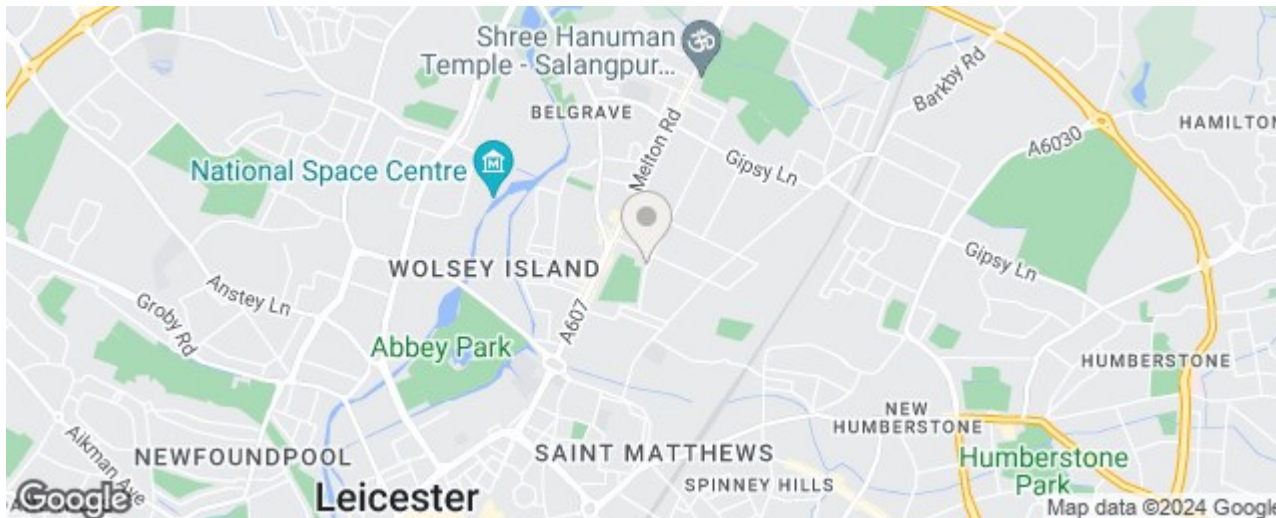 Shree Hanuman
Temple - Salangpur...
BELGRAVE
Melton Rd
Barkby Rd
A6030
HAMILTON
National Space Centre
Gipsy Ln
WOLSEY ISLAND
Gipsy Ln
Anstey Ln
Groby Rd
A607
Abbey Park
HUMBERSTONE
NEW
HUMBERSTONE
Aikman Ave
NEWFOUNDPOOL
SAINT MATTHEWS
Humberstone
Park
SPINNEY HILLS
Leicester
Google
Map data ©2024 Google